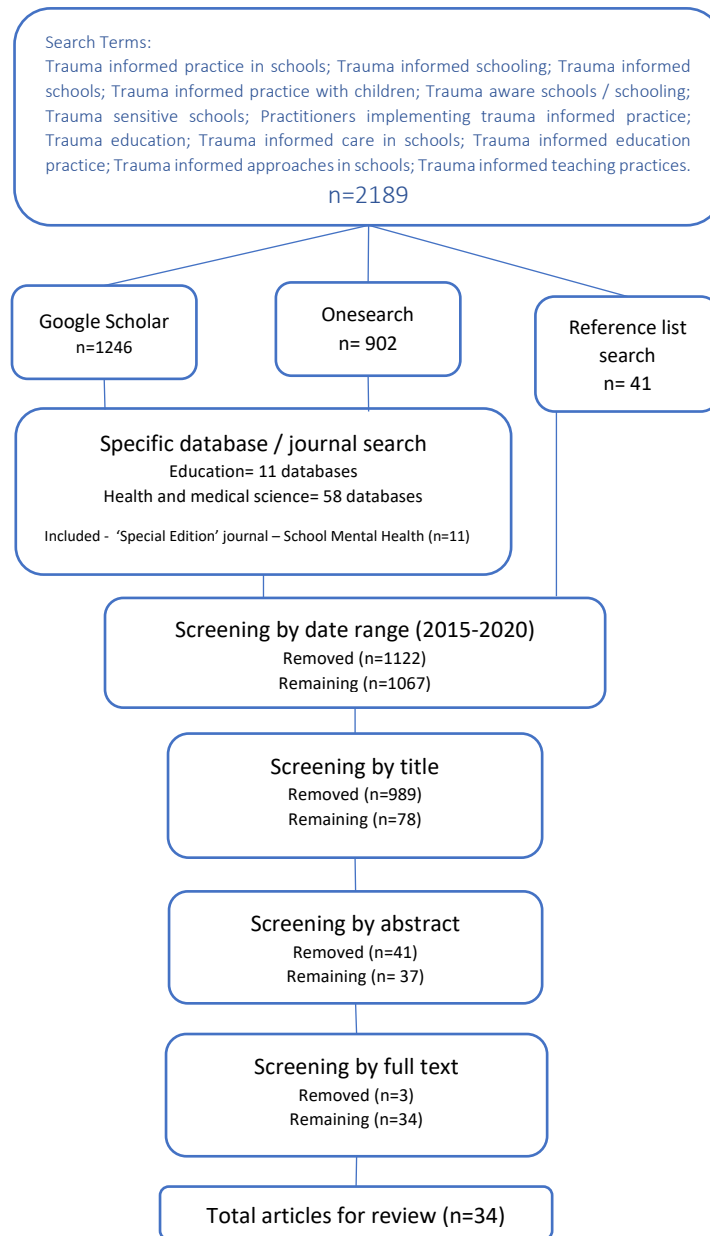 Search Terms:
Trauma informed practice in schools; Trauma informed schooling; Trauma informed
schools; Trauma informed practice with children; Trauma aware schools / schooling;
Trauma sensitive schools; Practitioners implementing trauma informed practice;
Trauma education; Trauma informed care in schools; Trauma informed education
practice; Trauma informed approaches in schools; Trauma informed teaching practices.
n=2189
Google Scholar
n=1246
Onesearch
n= 902
Reference list
search
n= 41
Specific database / journal search
Education= 11 databases
Health and medical science= 58 databases
Included - ‘Special Edition’ journal – School Mental Health (n=11)
Screening by date range (2015-2020)
Removed (n=1122)
Remaining (n=1067)
Screening by title
Removed (n=989)
Remaining (n=78)
Screening by abstract
Removed (n=41)
Remaining (n= 37)
Screening by full text
Removed (n=3)
Remaining (n=34)
Total articles for review (n=34)